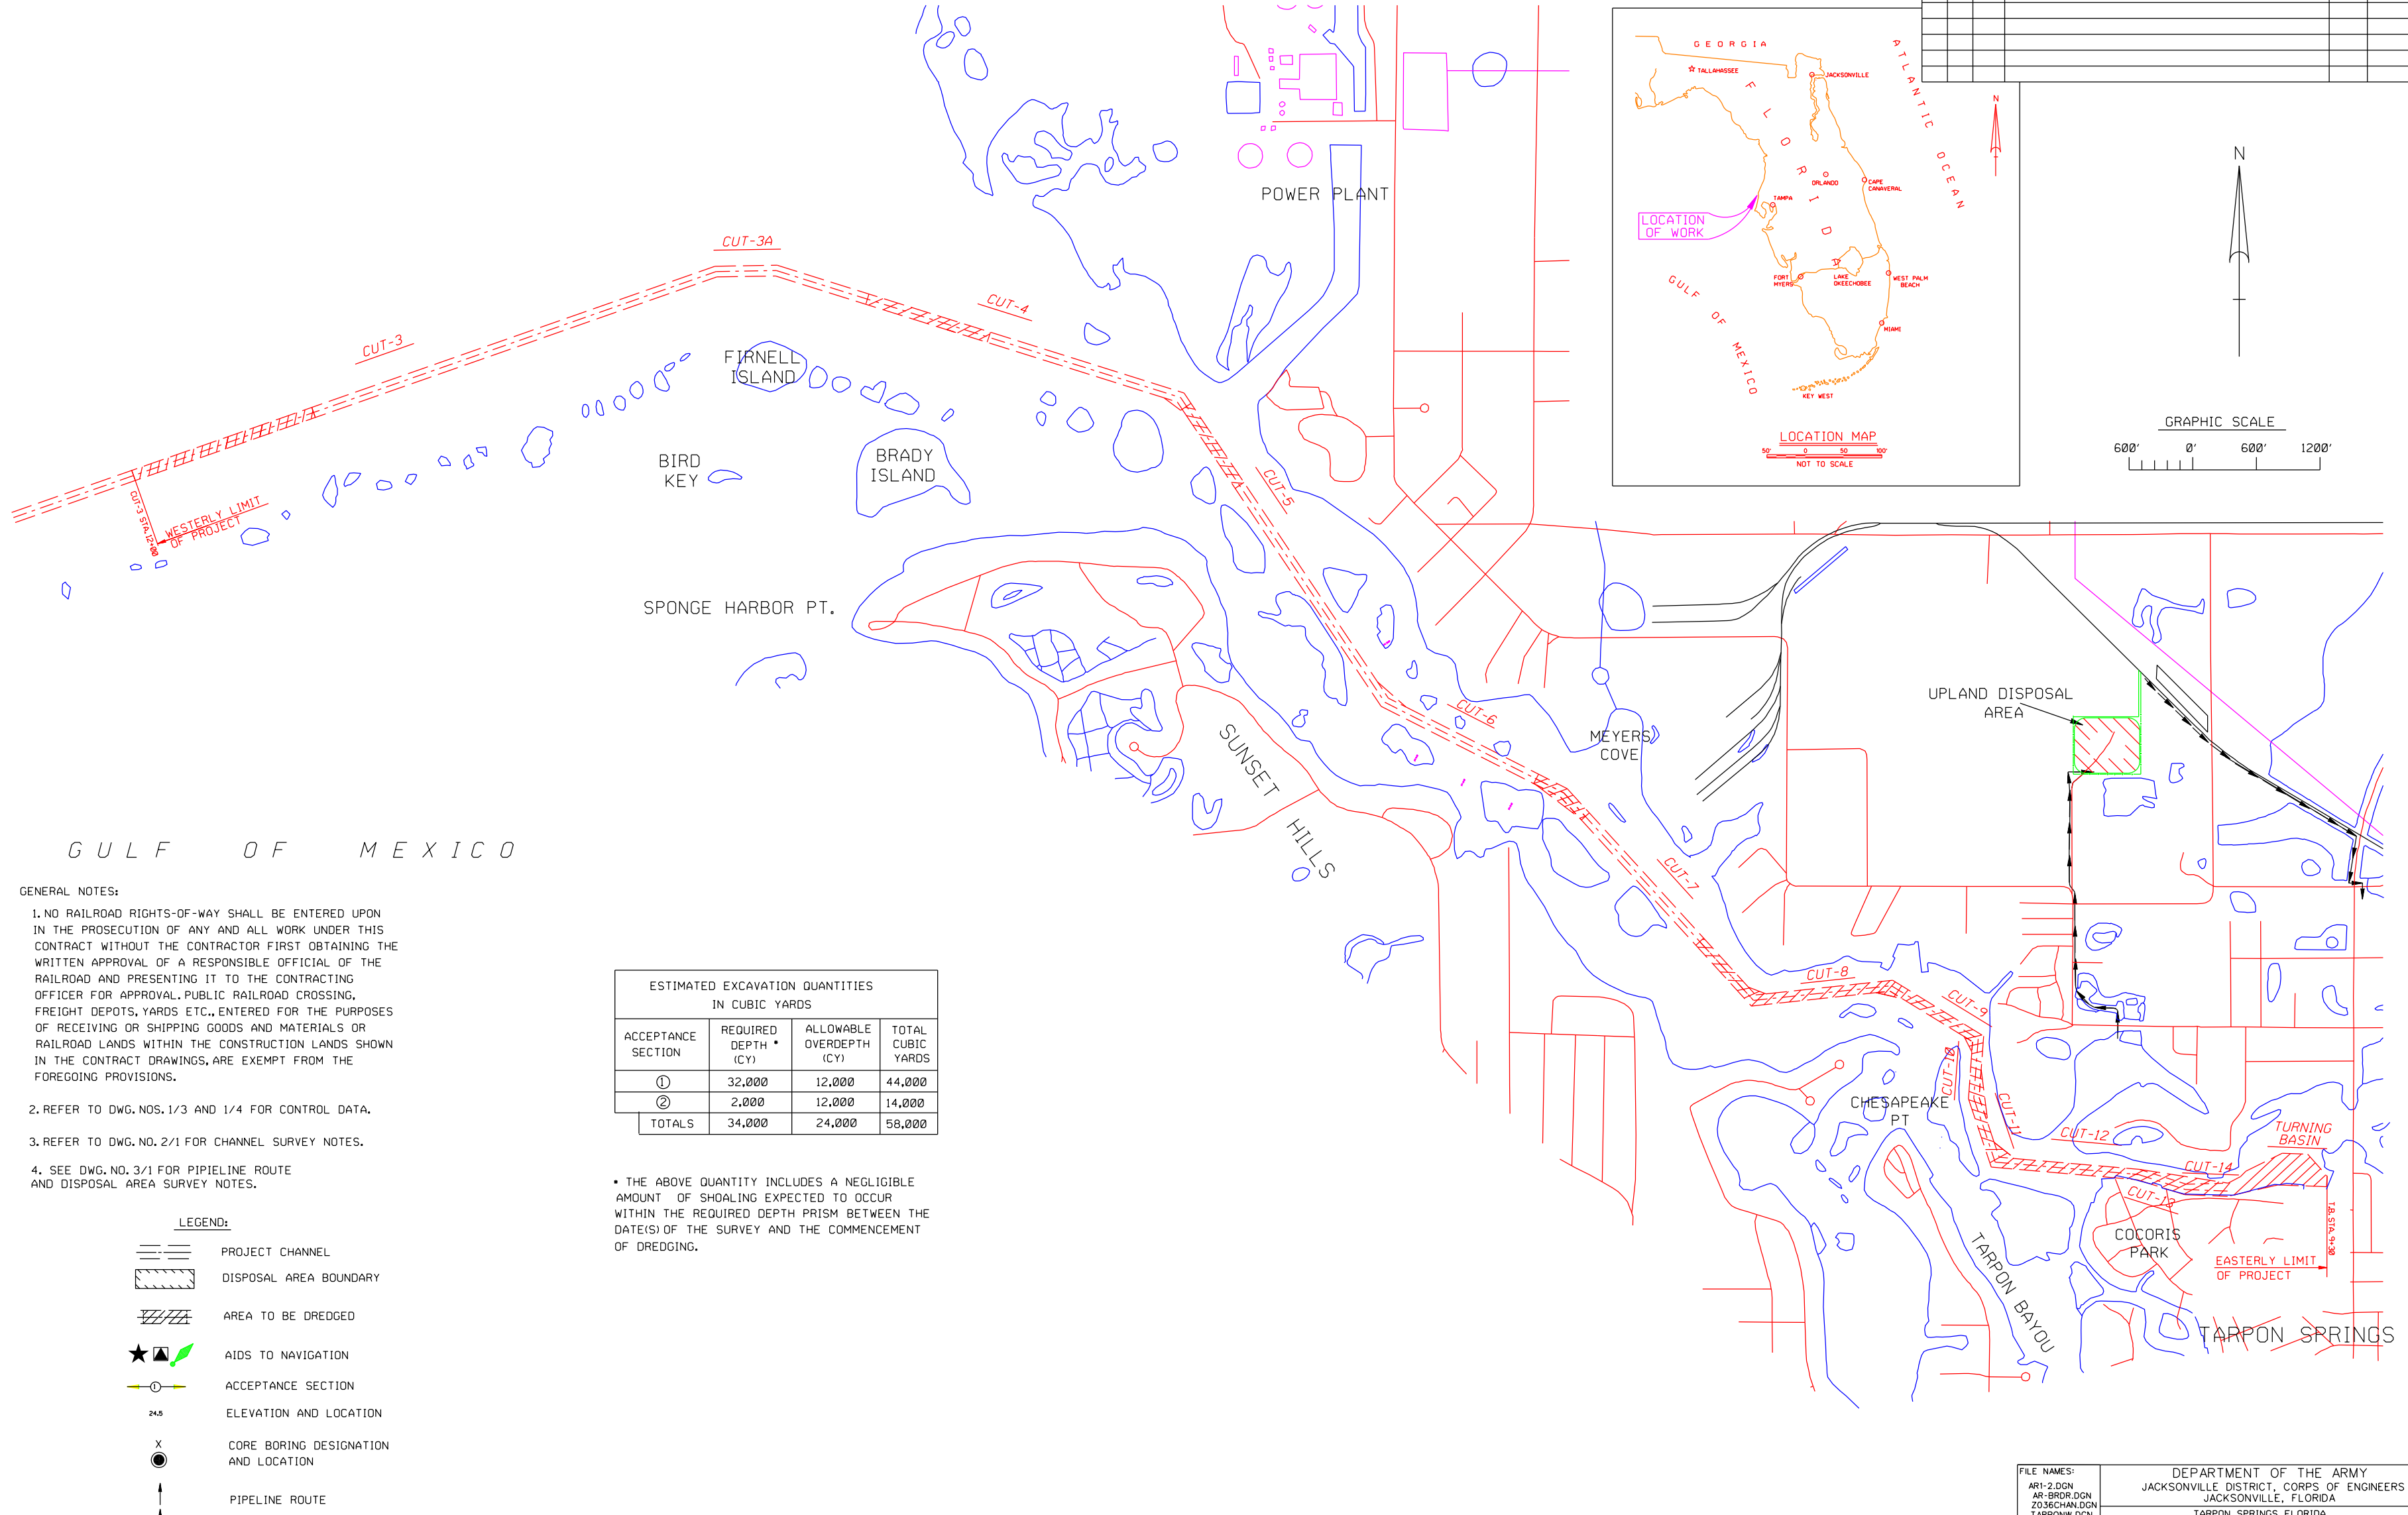 GEORGIA
TALLAHASSEE
JACKSONVILLE
ATLANTIC OCEAN
N
FLORIDA
ORLANDO
CAPE
CANAVERAL
TAMPA
LOCATION
OF WORK
FORT
MYERS
LAKE
OKEECHOBEE
WEST PALM
BEACH
GULF OF MEXICO
MIAMI
KEY WEST
LOCATION MAP
50' 0 50 100'
NOT TO SCALE
N
GRAPHIC SCALE
600' 0' 600' 1200'
POWER PLANT
CUT-3A
CUT-4
CUT-3
FIRNELL
ISLAND
BIRD
KEY
BRADY
ISLAND
CUT-5
CUT-3 STA.12+00
WESTERLY LIMIT
OF PROJECT
SPONGE HARBOR PT.
CUT-6
SUNSET HILLS
MEYERS
COVE
UPLAND DISPOSAL
AREA
CUT-7
CUT-8
CUT-9
CUT-10
CUT-11
CHESAPEAKE
PT
CUT-12
TURNING
BASIN
CUT-14
CUT-13
T.B. STA. 9+30
COCORIS
PARK
EASTERLY LIMIT
OF PROJECT
TARPON BAYOU
TARPON SPRINGS
GULF OF MEXICO
GENERAL NOTES:
1. NO RAILROAD RIGHTS-OF-WAY SHALL BE ENTERED UPON
IN THE PROSECUTION OF ANY AND ALL WORK UNDER THIS
CONTRACT WITHOUT THE CONTRACTOR FIRST OBTAINING THE
WRITTEN APPROVAL OF A RESPONSIBLE OFFICIAL OF THE
RAILROAD AND PRESENTING IT TO THE CONTRACTING
OFFICER FOR APPROVAL. PUBLIC RAILROAD CROSSING,
FREIGHT DEPOTS, YARDS ETC., ENTERED FOR THE PURPOSES
OF RECEIVING OR SHIPPING GOODS AND MATERIALS OR
RAILROAD LANDS WITHIN THE CONSTRUCTION LANDS SHOWN
IN THE CONTRACT DRAWINGS, ARE EXEMPT FROM THE
FOREGOING PROVISIONS.
2. REFER TO DWG. NOS. 1/3 AND 1/4 FOR CONTROL DATA.
3. REFER TO DWG. NO. 2/1 FOR CHANNEL SURVEY NOTES.
4. SEE DWG. NO. 3/1 FOR PIPIELINE ROUTE
AND DISPOSAL AREA SURVEY NOTES.
LEGEND:
PROJECT CHANNEL
DISPOSAL AREA BOUNDARY
AREA TO BE DREDGED
AIDS TO NAVIGATION
1 ACCEPTANCE SECTION
24.5 ELEVATION AND LOCATION
X CORE BORING DESIGNATION
AND LOCATION
PIPELINE ROUTE
ESTIMATED EXCAVATION QUANTITIES
IN CUBIC YARDS
ACCEPTANCE SECTION REQUIRED DEPTH * (CY) ALLOWABLE OVERDEPTH (CY) TOTAL CUBIC YARDS
① 32,000 12,000 44,000
② 2,000 12,000 14,000
TOTALS 34,000 24,000 58,000
* THE ABOVE QUANTITY INCLUDES A NEGLIGIBLE
AMOUNT OF SHOALING EXPECTED TO OCCUR
WITHIN THE REQUIRED DEPTH PRISM BETWEEN THE
DATE(S) OF THE SURVEY AND THE COMMENCEMENT
OF DREDGING.
FILE NAMES:
AR1-2.DGN
AR-BRDR.DGN
Z036CHAN.DGN
DEPARTMENT OF THE ARMY
JACKSONVILLE DISTRICT, CORPS OF ENGINEERS
JACKSONVILLE, FLORIDA
TARPON SPRINGS FLORIDA